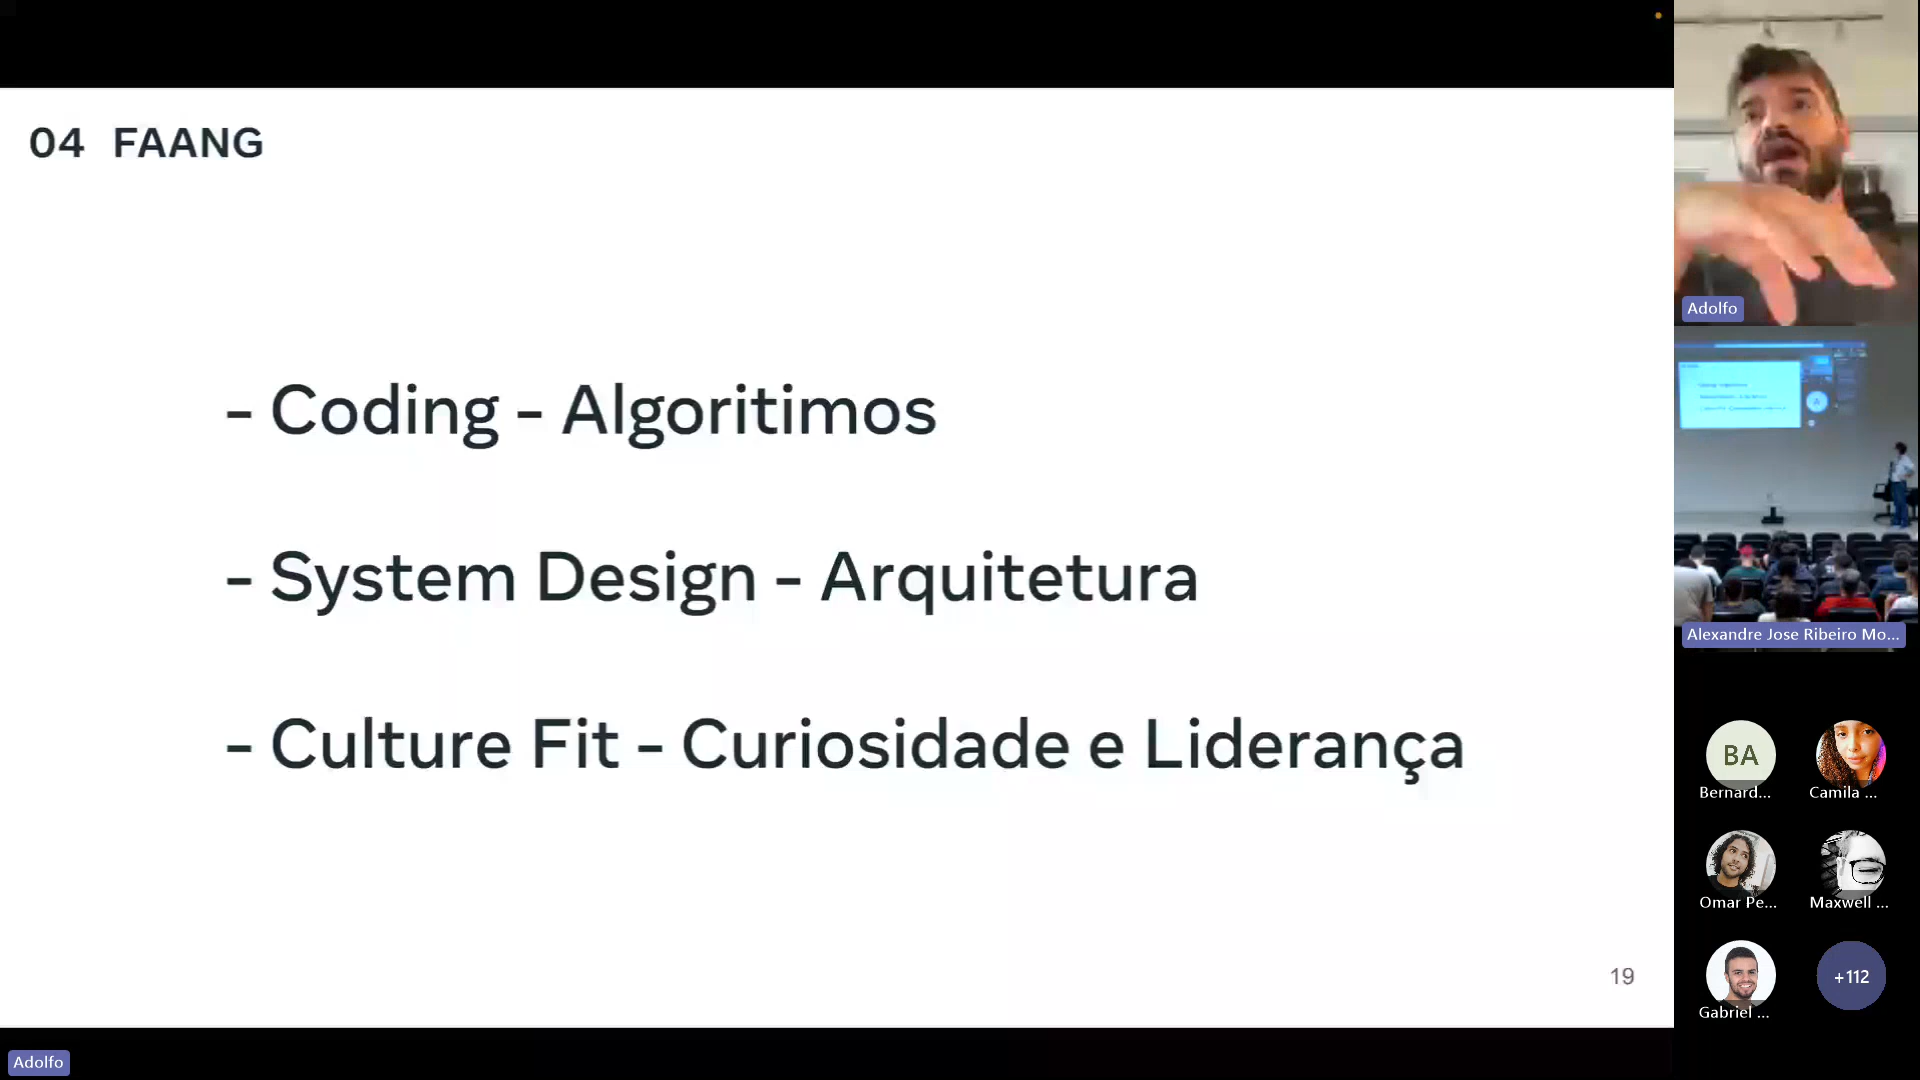 04 FAANG
- Coding - Algoritimos
- System Design - Arquitetura
- Culture Fit - Curiosidade e Liderança
19
Adolfo
Adolfo
Alexandre Jose Ribeiro Mo...
BA
Bernard...
Camila ...
Omar Pe...
Maxwell ...
Gabriel ...
+112